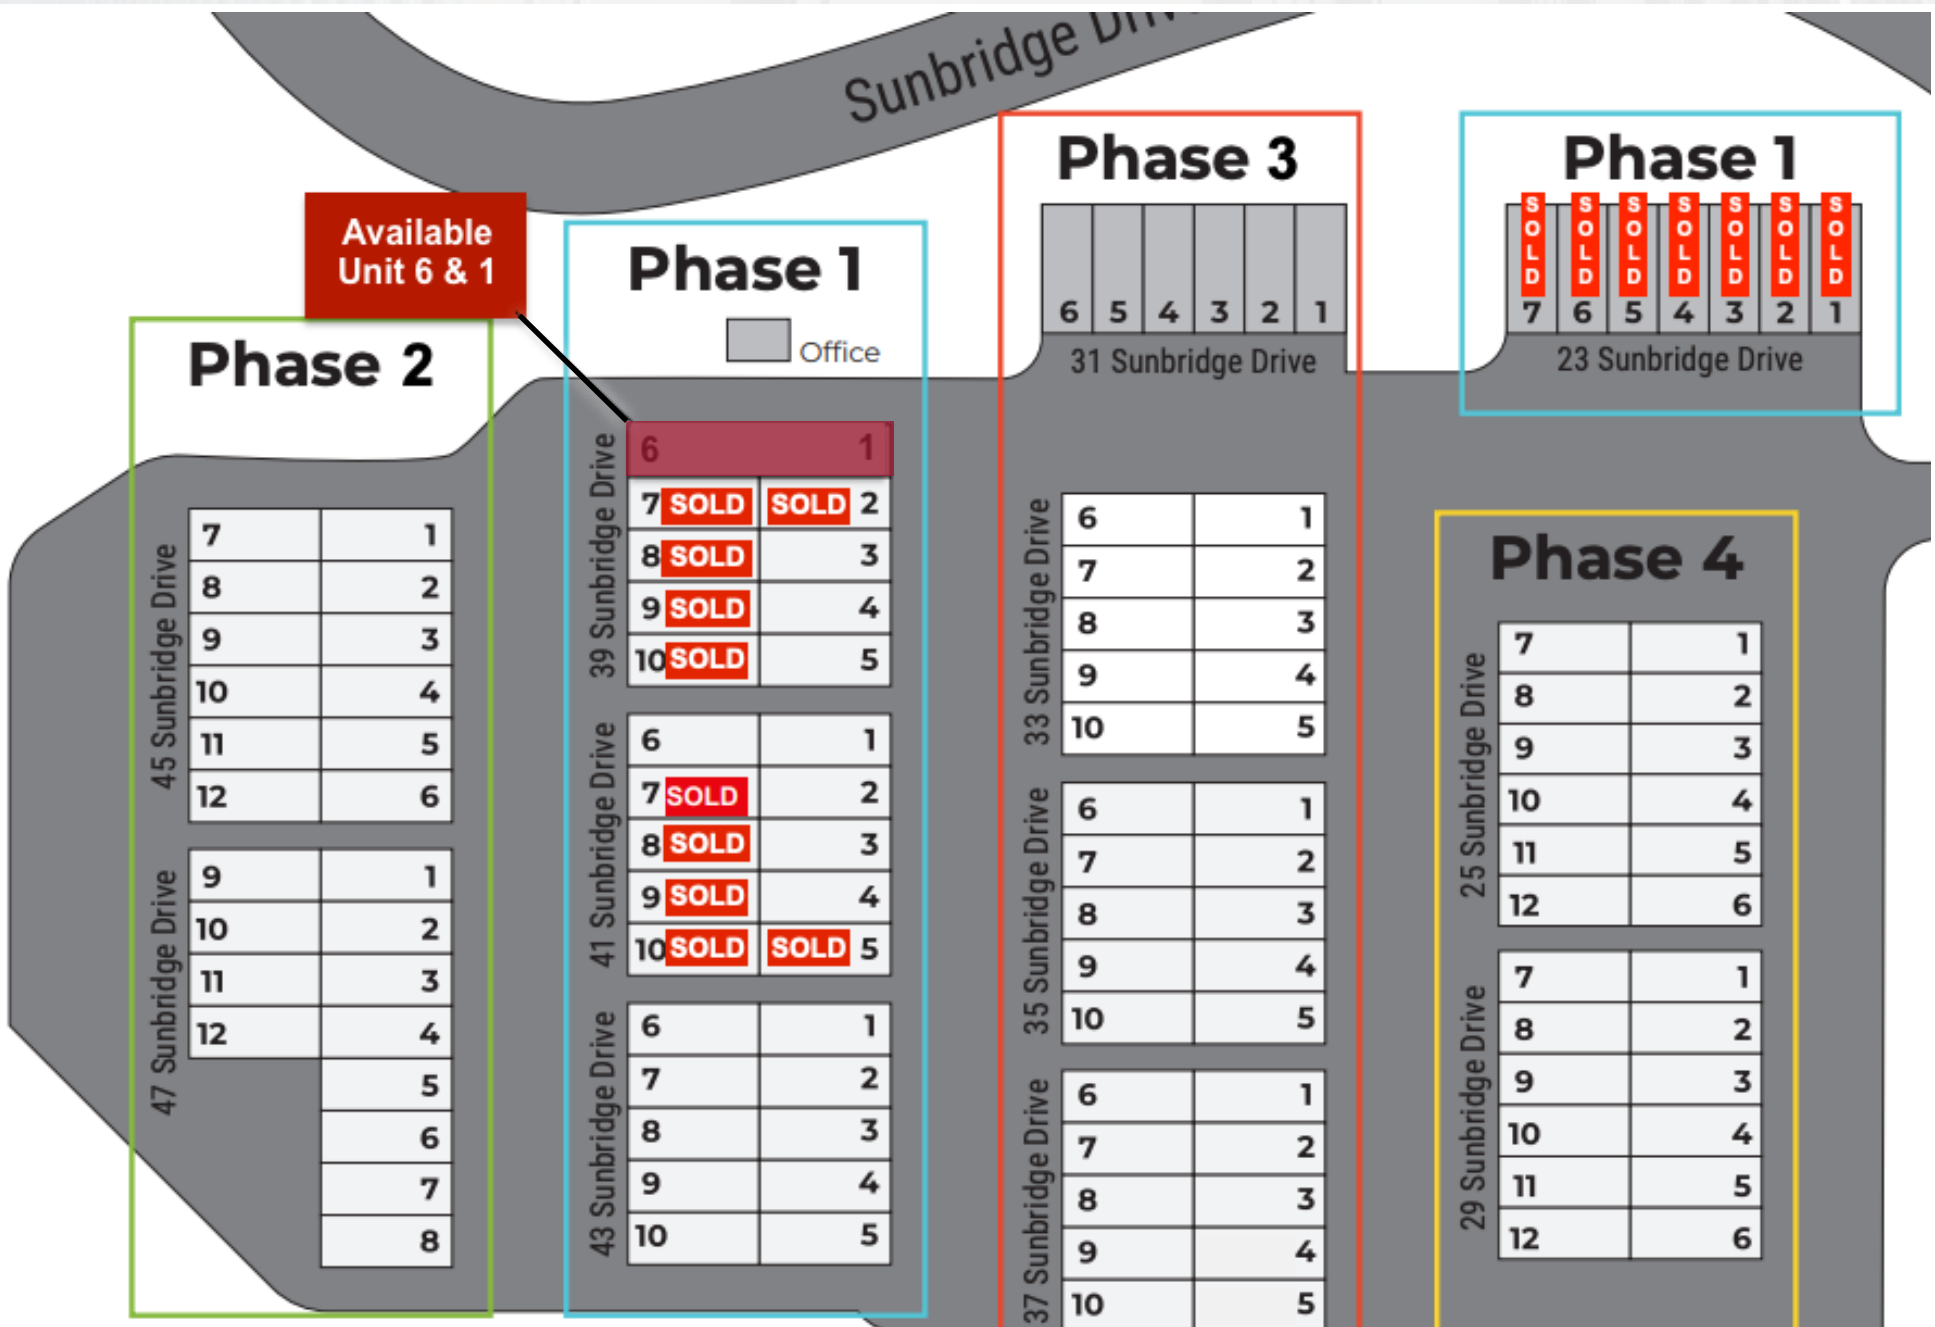 Sunbridge Drive
Phase 3
6 5 4 3 2 1
31 Sunbridge Drive
Phase 1
SOLD SOLD SOLD SOLD SOLD SOLD SOLD
7 6 5 4 3 2 1
23 Sunbridge Drive
Available
Unit 6 & 1
Phase 1
Office
Phase 2
45 Sunbridge Drive
7 1
8 2
9 3
10 4
11 5
12 6
47 Sunbridge Drive
9 1
10 2
11 3
12 4
5
6
7
8
39 Sunbridge Drive
6 1
7 SOLD SOLD 2
8 SOLD 3
9 SOLD 4
10 SOLD 5
41 Sunbridge Drive
6 1
7 SOLD 2
8 SOLD 3
9 SOLD 4
10 SOLD SOLD 5
43 Sunbridge Drive
6 1
7 2
8 3
9 4
10 5
33 Sunbridge Drive
6 1
7 2
8 3
9 4
10 5
35 Sunbridge Drive
6 1
7 2
8 3
9 4
10 5
37 Sunbridge Drive
6 1
7 2
8 3
9 4
10 5
Phase 4
25 Sunbridge Drive
7 1
8 2
9 3
10 4
11 5
12 6
29 Sunbridge Drive
7 1
8 2
9 3
10 4
11 5
12 6